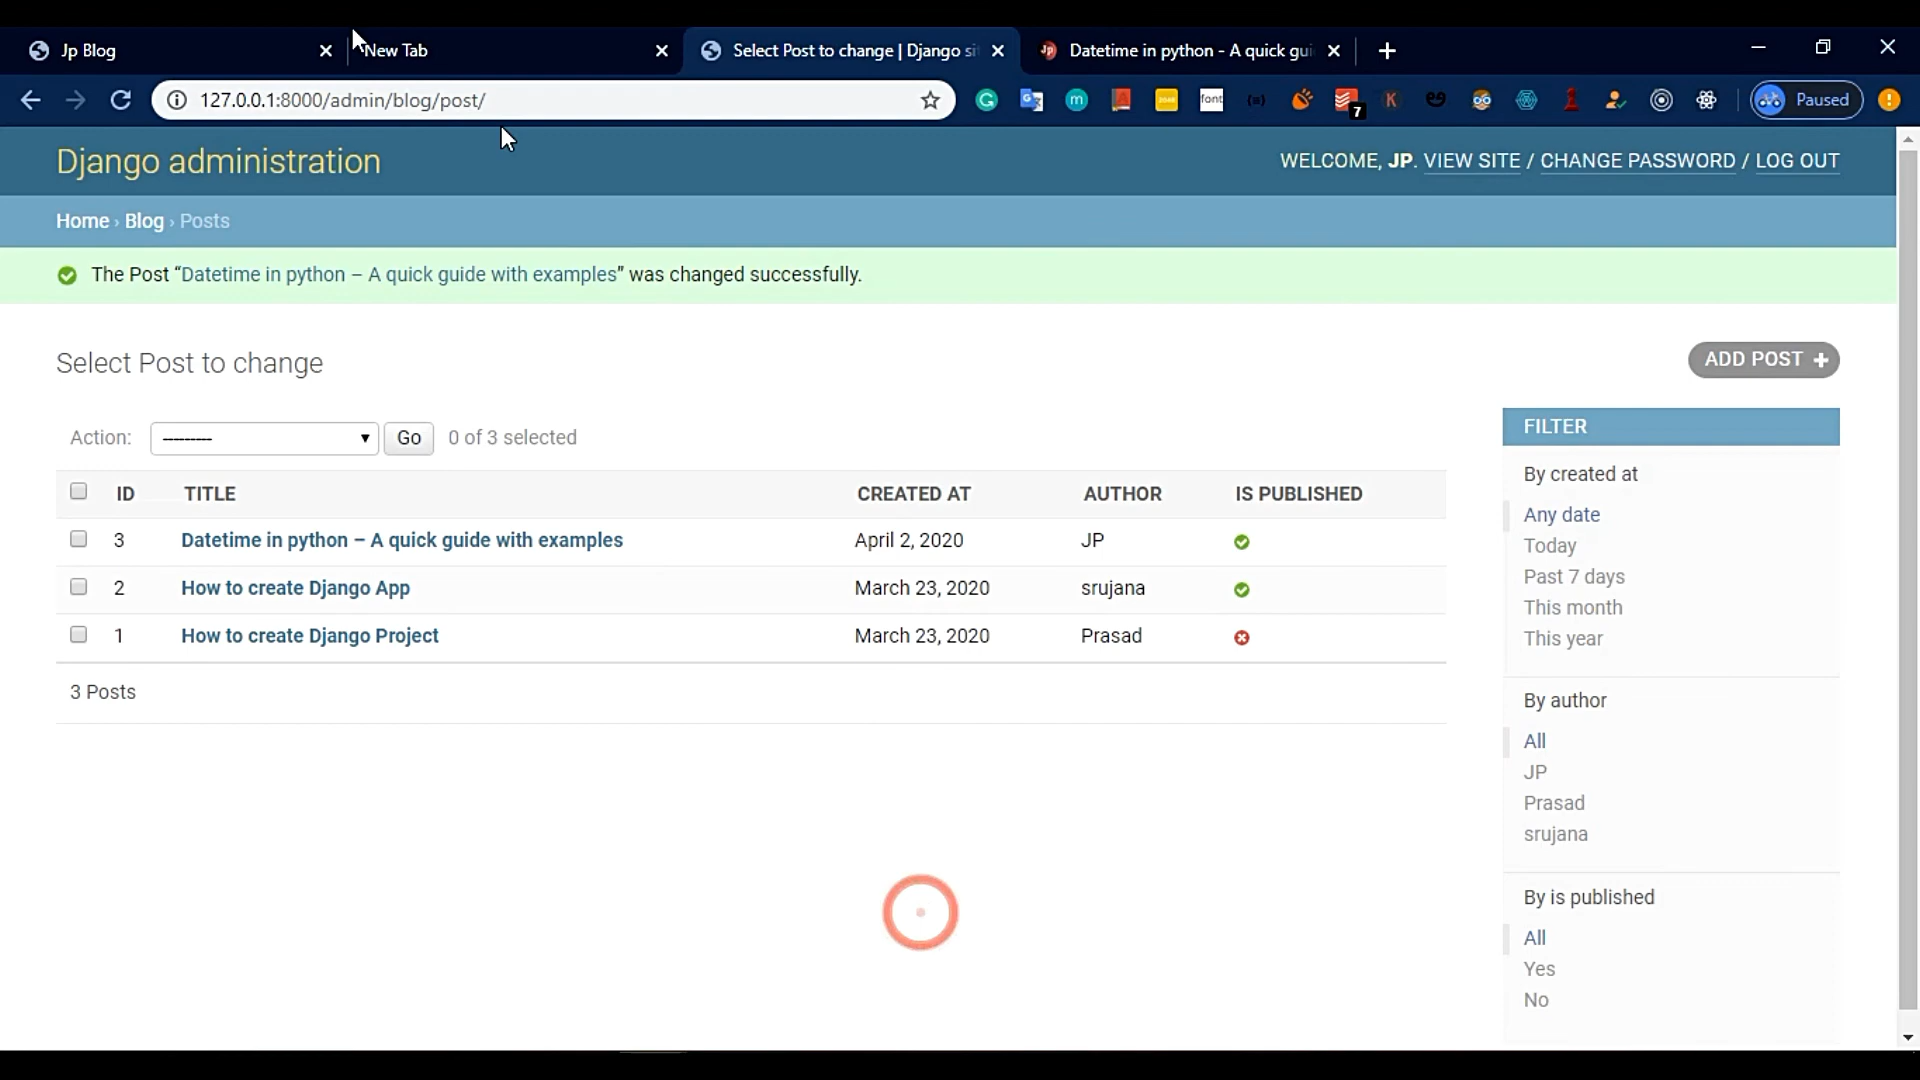 Jp Blog
New Tab
Select Post to change | Django si
Datetime in python - A quick gui
127.0.0.1:8000/admin/blog/post/
font
7
Paused
Django administration
WELCOME, JP. VIEW SITE / CHANGE PASSWORD / LOG OUT
Home › Blog › Posts
The Post “Datetime in python – A quick guide with examples” was changed successfully.
Select Post to change
ADD POST +
Action: --------- Go 0 of 3 selected
ID TITLE CREATED AT AUTHOR IS PUBLISHED
3 Datetime in python – A quick guide with examples April 2, 2020 JP
2 How to create Django App March 23, 2020 srujana
1 How to create Django Project March 23, 2020 Prasad
3 Posts
FILTER
By created at
Any date
Today
Past 7 days
This month
This year
By author
All
JP
Prasad
srujana
By is published
All
Yes
No